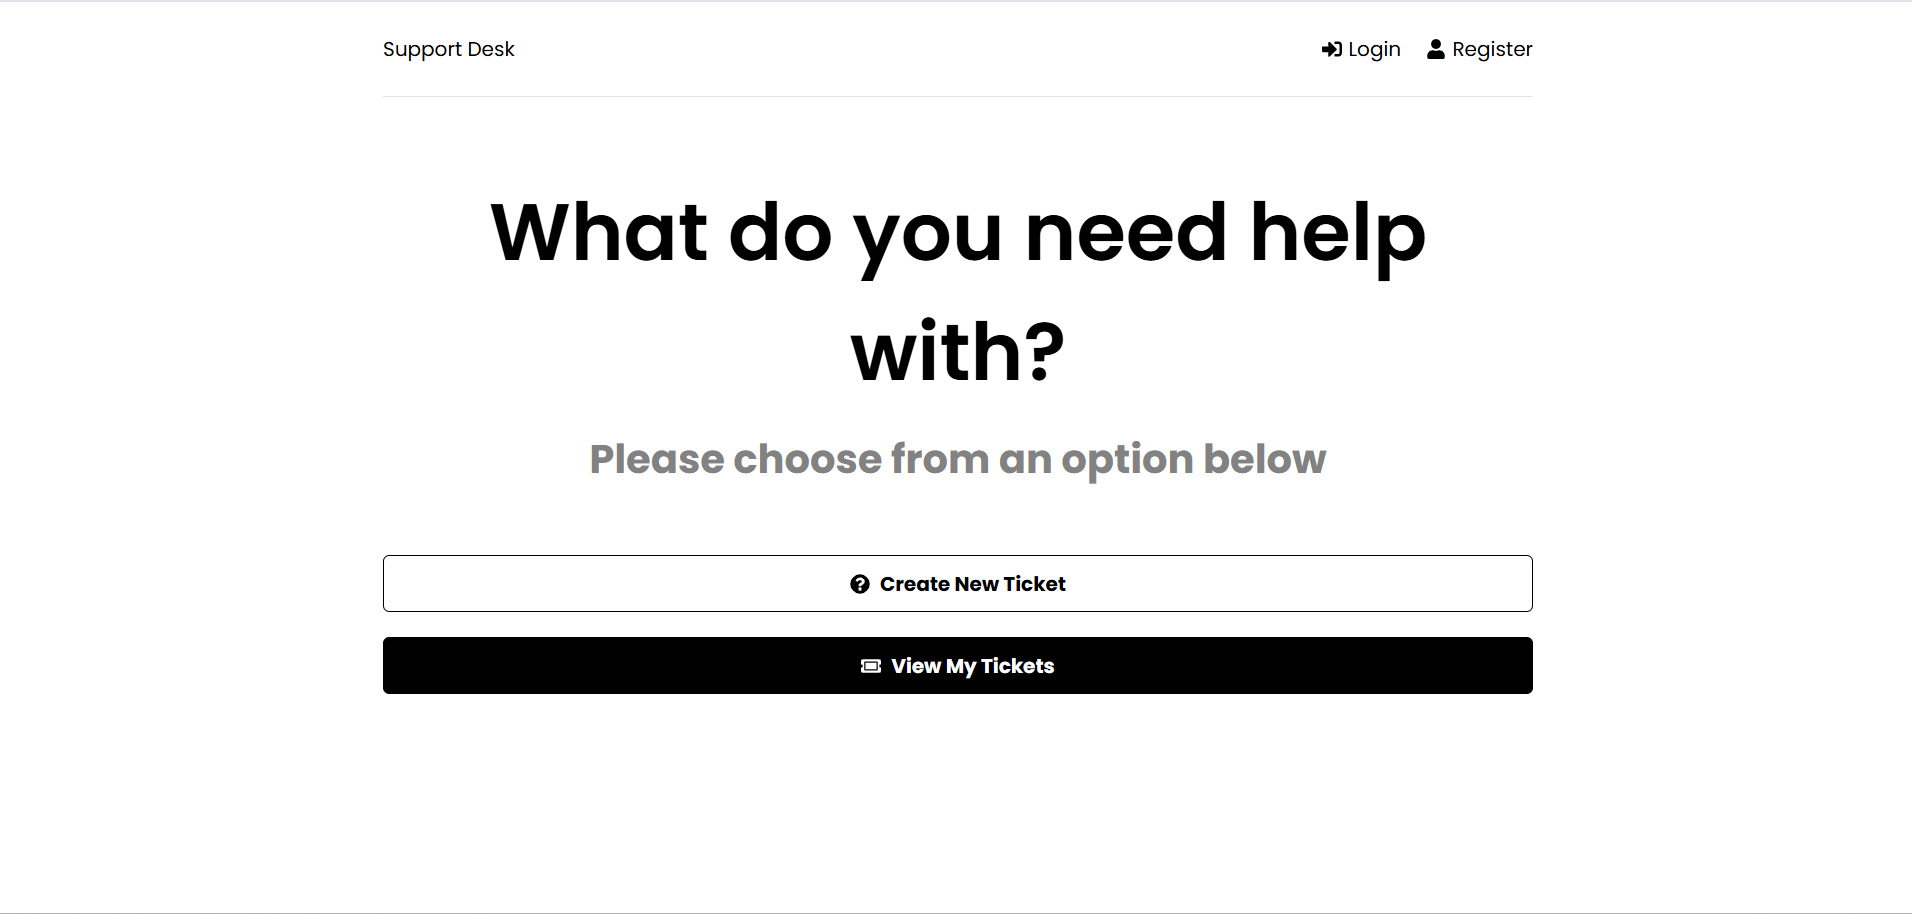 Support Desk
Login
Register
What do you need help
with?
Please choose from an option below
Create New Ticket
View My Tickets